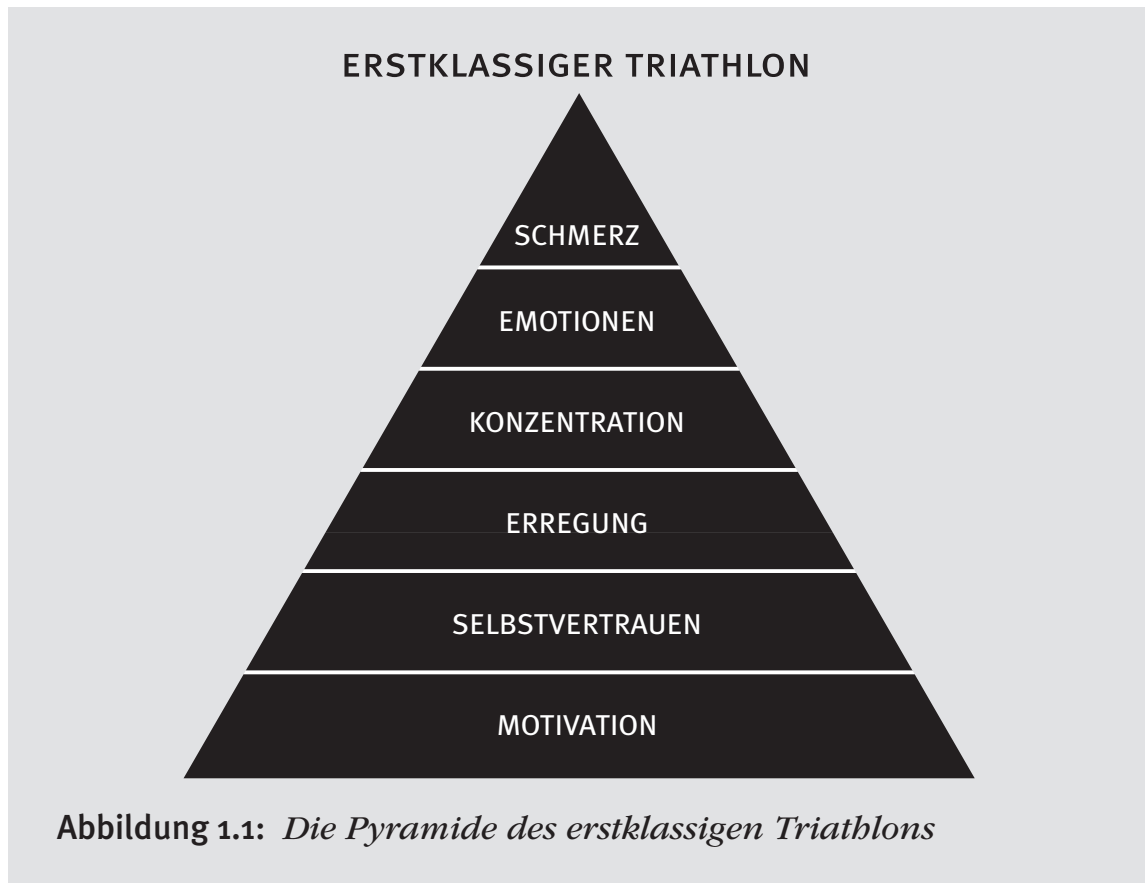 ERSTKLASSIGER TRIATHLON
SCHMERZ
EMOTIONEN
KONZENTRATION
ERREGUNG
SELBSTVERTRAUEN
MOTIVATION
Abbildung 1.1: Die Pyramide des erstklassigen Triathlons